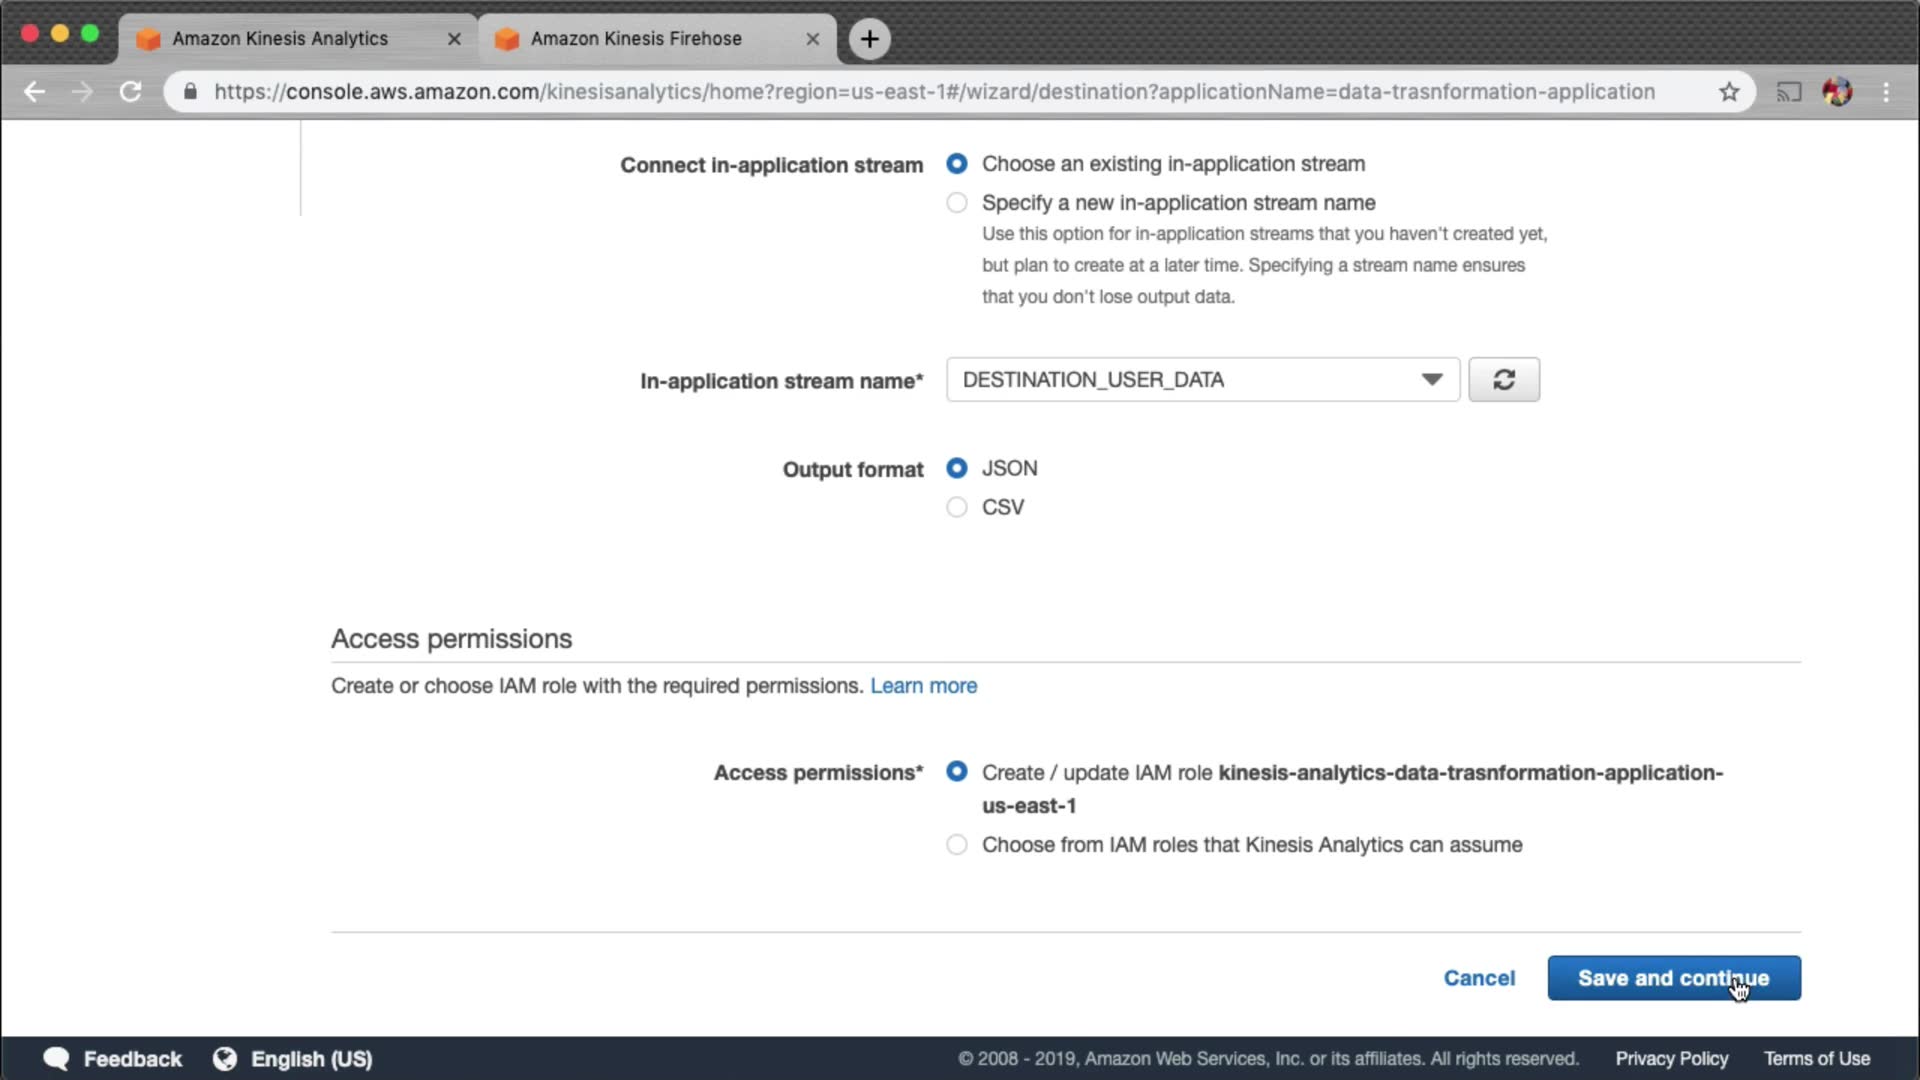 Amazon Kinesis Analytics
Amazon Kinesis Firehose
https://console.aws.amazon.com/kinesisanalytics/home?region=us-east-1#/wizard/destination?applicationName=data-trasnformation-application
Connect in-application stream
Choose an existing in-application stream
Specify a new in-application stream name
Use this option for in-application streams that you haven't created yet,
but plan to create at a later time. Specifying a stream name ensures
that you don't lose output data.
In-application stream name*
DESTINATION_USER_DATA
Output format
JSON
CSV
Access permissions
Create or choose IAM role with the required permissions. Learn more
Access permissions*
Create / update IAM role kinesis-analytics-data-trasnformation-application-
us-east-1
Choose from IAM roles that Kinesis Analytics can assume
Cancel
Save and continue
Feedback
English (US)
© 2008 - 2019, Amazon Web Services, Inc. or its affiliates. All rights reserved.
Privacy Policy
Terms of Use